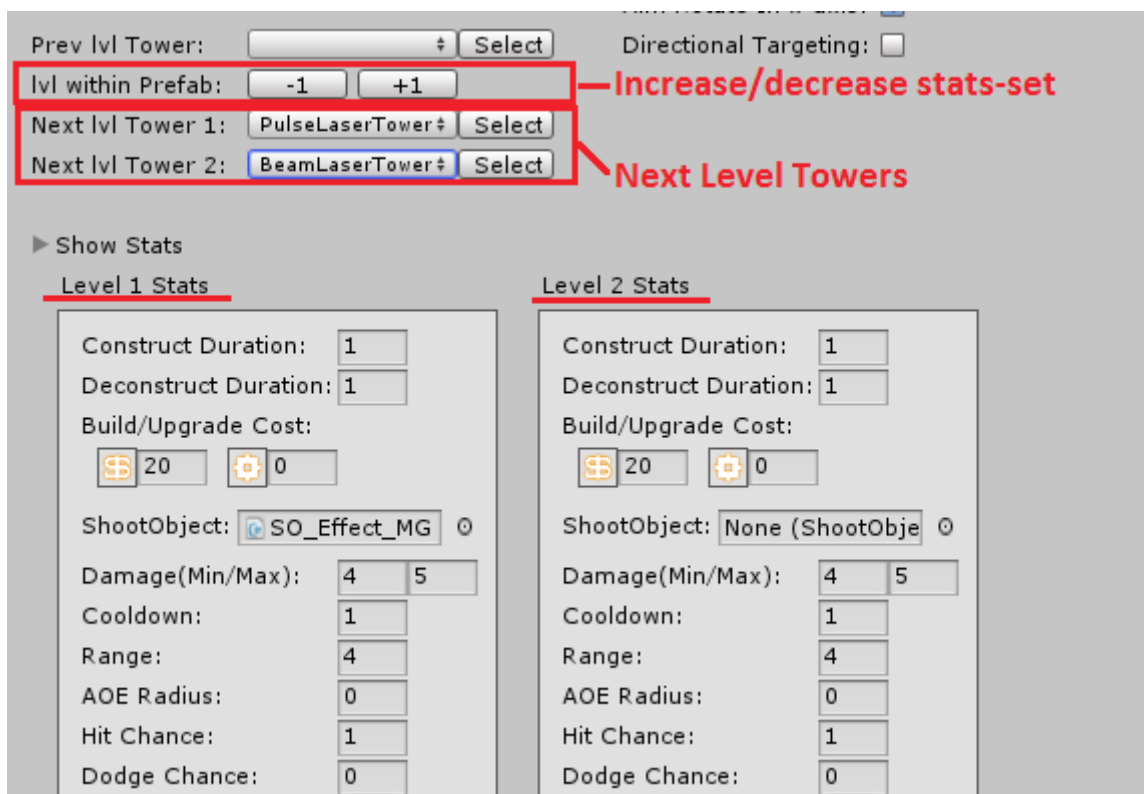 Prev lvl Tower: Select Directional Targeting:
lvl within Prefab: -1 +1 Increase/decrease stats-set
Next lvl Tower 1: PulseLaserTower Select
Next lvl Tower 2: BeamLaserTower Select
Next Level Towers
Show Stats
Level 1 Stats Level 2 Stats
Construct Duration: 1 Construct Duration: 1
Deconstruct Duration: 1 Deconstruct Duration: 1
Build/Upgrade Cost: Build/Upgrade Cost:
20 0 20 0
ShootObject: SO_Effect_MG ShootObject: None (ShootObje
Damage(Min/Max): 4 5 Damage(Min/Max): 4 5
Cooldown: 1 Cooldown: 1
Range: 4 Range: 4
AOE Radius: 0 AOE Radius: 0
Hit Chance: 1 Hit Chance: 1
Dodge Chance: 0 Dodge Chance: 0